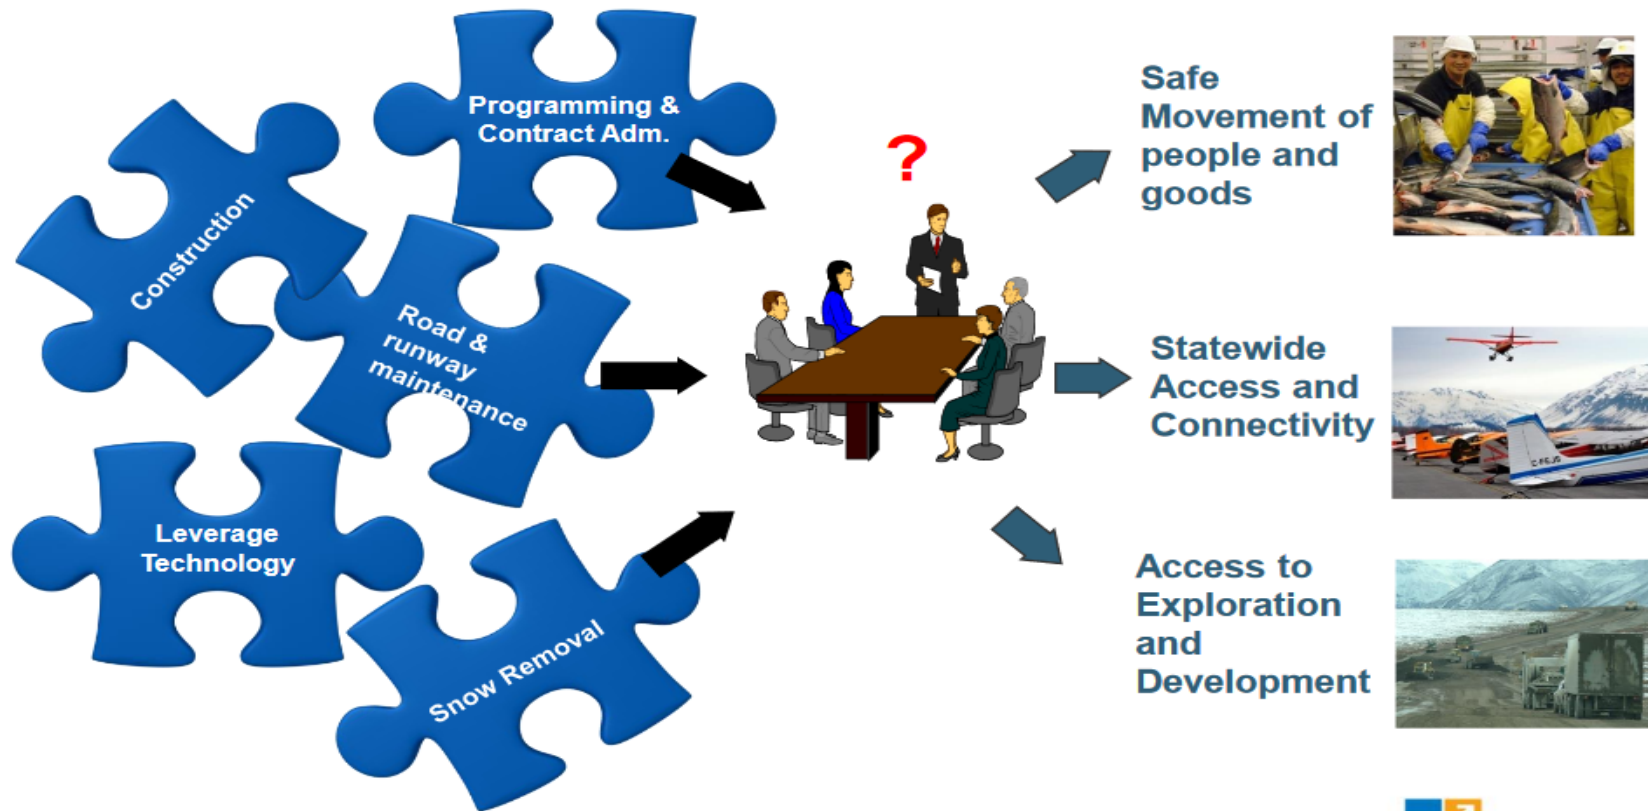 Programming &
Contract Adm.
Construction
Road &
runway
maintenance
Leverage
Technology
Snow Removal
?
Safe
Movement of
people and
goods
Statewide
Access and
Connectivity
Access to
Exploration
and
Development